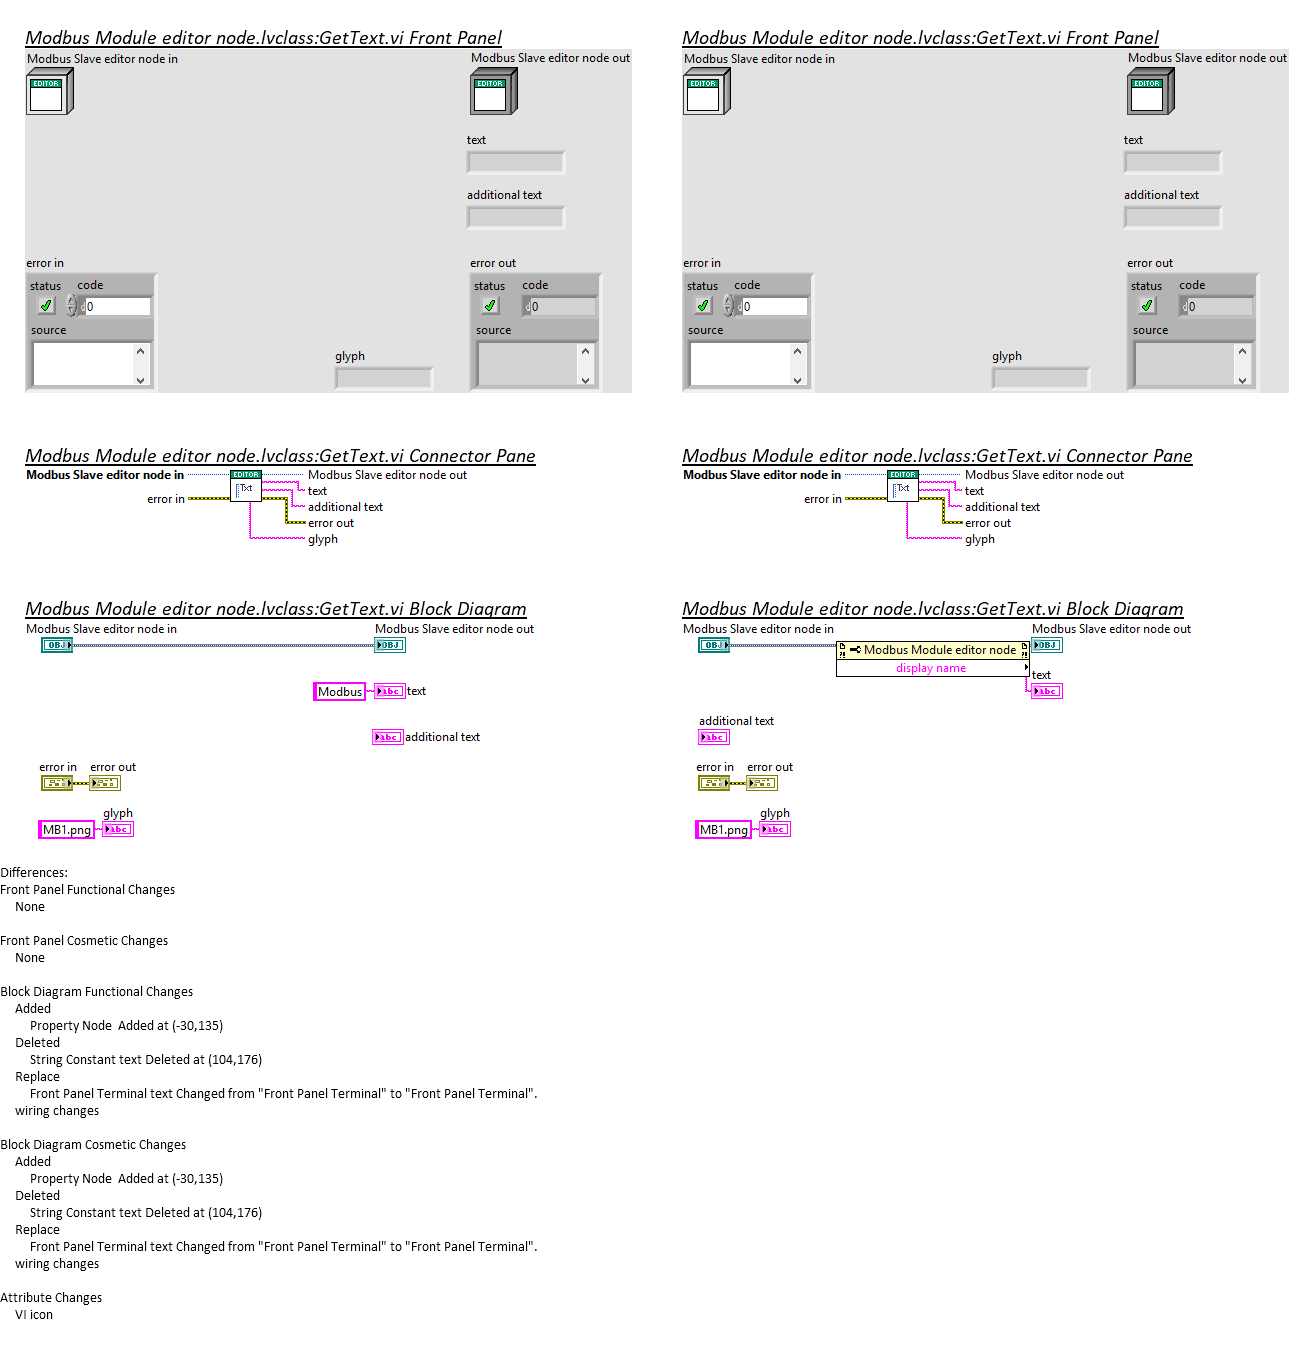 Modbus Module editor node.lvclass:GetText.vi Front Panel
Modbus Slave editor node in
Modbus Slave editor node out
EDITOR
EDITOR
text
additional text
error in
status
code
d 0
source
error out
status
code
d 0
source
glyph
Modbus Module editor node.lvclass:GetText.vi Front Panel
Modbus Slave editor node in
Modbus Slave editor node out
EDITOR
EDITOR
text
additional text
error in
status
code
d 0
source
error out
status
code
d 0
source
glyph
Modbus Module editor node.lvclass:GetText.vi Connector Pane
Modbus Slave editor node in
error in
EDITOR
Txt
Modbus Slave editor node out
text
additional text
error out
glyph
Modbus Module editor node.lvclass:GetText.vi Connector Pane
Modbus Slave editor node in
error in
EDITOR
Txt
Modbus Slave editor node out
text
additional text
error out
glyph
Modbus Module editor node.lvclass:GetText.vi Block Diagram
Modbus Slave editor node in
OBJ
Modbus Slave editor node out
OBJ
Modbus
abc
text
abc
additional text
error in
error out
glyph
MB1.png
abc
Modbus Module editor node.lvclass:GetText.vi Block Diagram
Modbus Slave editor node in
OBJ
Modbus Module editor node
display name
Modbus Slave editor node out
OBJ
text
abc
additional text
abc
error in
error out
glyph
MB1.png
abc
Differences:
Front Panel Functional Changes
None
Front Panel Cosmetic Changes
None
Block Diagram Functional Changes
Added
Property Node  Added at (-30,135)
Deleted
String Constant text Deleted at (104,176)
Replace
Front Panel Terminal text Changed from "Front Panel Terminal" to "Front Panel Terminal".
wiring changes
Block Diagram Cosmetic Changes
Added
Property Node  Added at (-30,135)
Deleted
String Constant text Deleted at (104,176)
Replace
Front Panel Terminal text Changed from "Front Panel Terminal" to "Front Panel Terminal".
wiring changes
Attribute Changes
VI icon